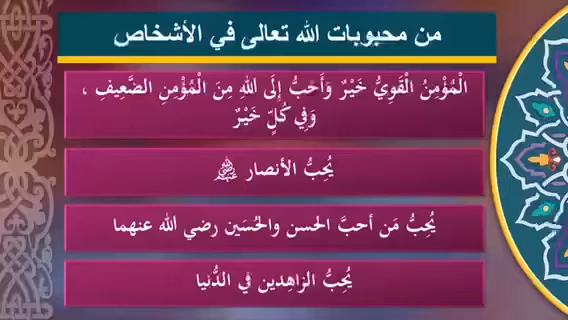 من محبوبات الله تعالى في الأشخاص
الْمُؤْمِنُ الْقَوِيُّ خَيْرٌ وَأَحَبُّ إِلَى اللهِ مِنَ الْمُؤْمِنِ الضَّعِيفِ ،
وَفِي كُلٍّ خَيْرٌ
يُحِبُّ الأنصار ﷺ
يُحِبُّ مَن أحبَّ الحسن والحُسَين رضي الله عنهما
يُحِبُّ الزاهِدين في الدُّنيا